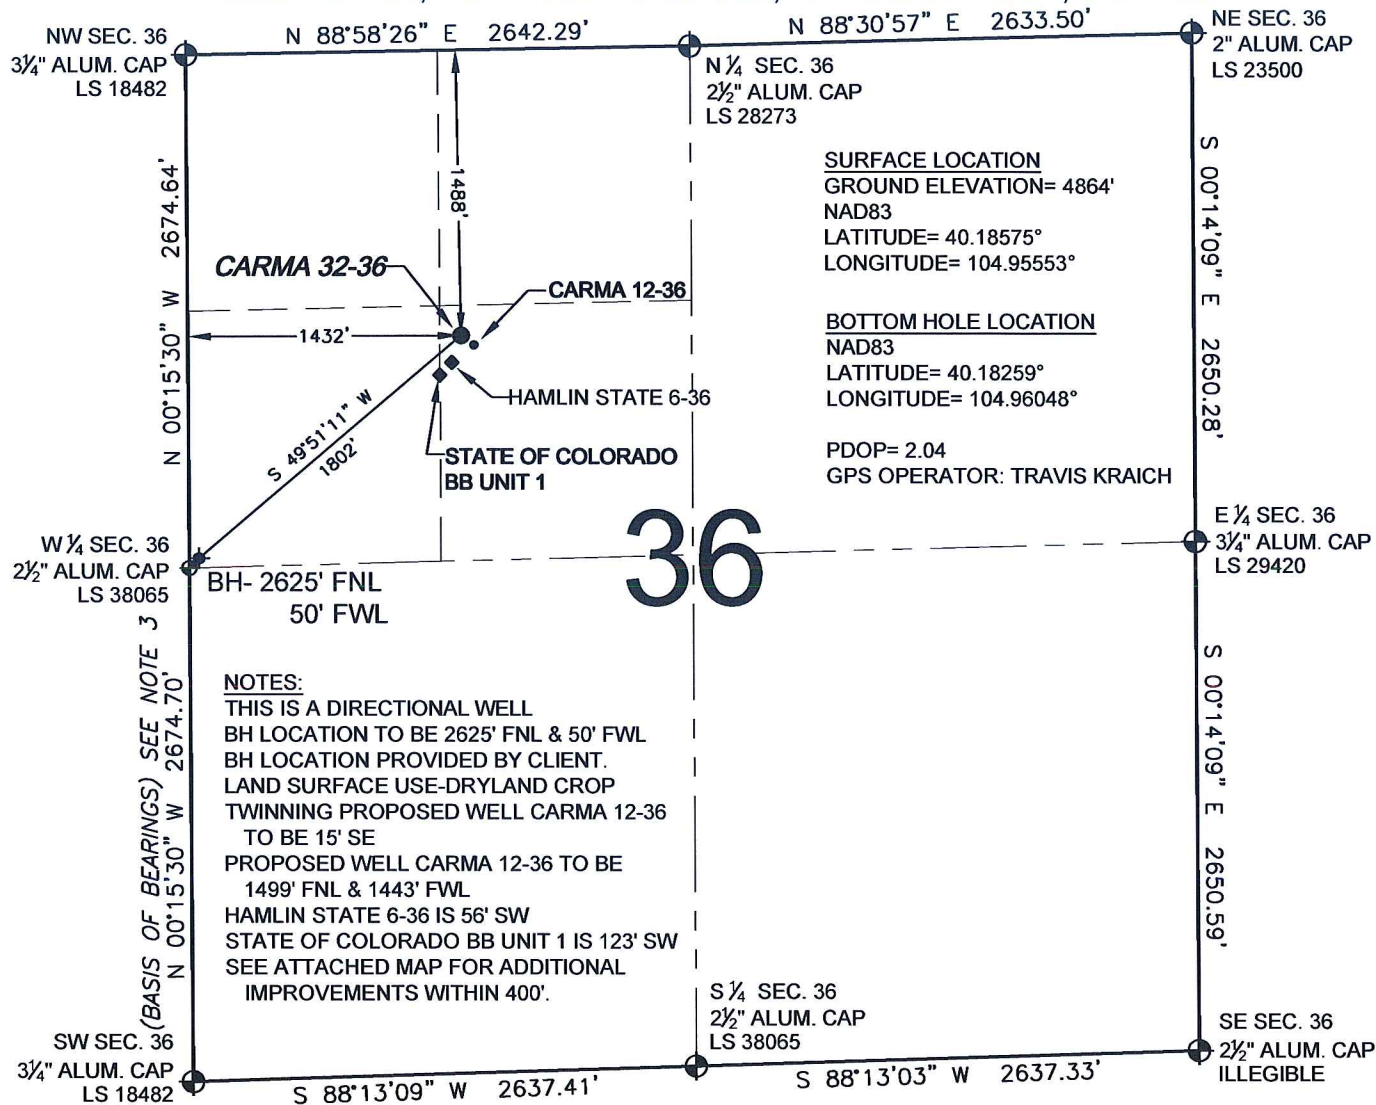 N 88°58'26" E 2642.29'
N 88°30'57" E 2633.50'
NW SEC. 36
3¼" ALUM. CAP
LS 18482
N ¼ SEC. 36
2½" ALUM. CAP
LS 28273
NE SEC. 36
2" ALUM. CAP
LS 23500
N 00°15'30" W 2674.64'
1488'
CARMA 32-36
CARMA 12-36
1432'
HAMLIN STATE 6-36
S 49°51'11" W
1802'
STATE OF COLORADO
BB UNIT 1
SURFACE LOCATION
GROUND ELEVATION= 4864'
NAD83
LATITUDE= 40.18575°
LONGITUDE= 104.95553°
BOTTOM HOLE LOCATION
NAD83
LATITUDE= 40.18259°
LONGITUDE= 104.96048°
PDOP= 2.04
GPS OPERATOR: TRAVIS KRAICH
S 00°14'09" E 2650.28'
W ¼ SEC. 36
2½" ALUM. CAP
LS 38065
BH- 2625' FNL
50' FWL
36
E ¼ SEC. 36
3¼" ALUM. CAP
LS 29420
(BASIS OF BEARINGS) SEE NOTE 3
N 00°15'30" W 2674.70'
NOTES:
THIS IS A DIRECTIONAL WELL
BH LOCATION TO BE 2625' FNL & 50' FWL
BH LOCATION PROVIDED BY CLIENT.
LAND SURFACE USE-DRYLAND CROP
TWINNING PROPOSED WELL CARMA 12-36
TO BE 15' SE
PROPOSED WELL CARMA 12-36 TO BE
1499' FNL & 1443' FWL
HAMLIN STATE 6-36 IS 56' SW
STATE OF COLORADO BB UNIT 1 IS 123' SW
SEE ATTACHED MAP FOR ADDITIONAL
IMPROVEMENTS WITHIN 400'.
S 00°14'09" E 2650.59'
SW SEC. 36
3¼" ALUM. CAP
LS 18482
S ¼ SEC. 36
2½" ALUM. CAP
LS 38065
SE SEC. 36
2½" ALUM. CAP
ILLEGIBLE
S 88°13'09" W 2637.41'
S 88°13'03" W 2637.33'